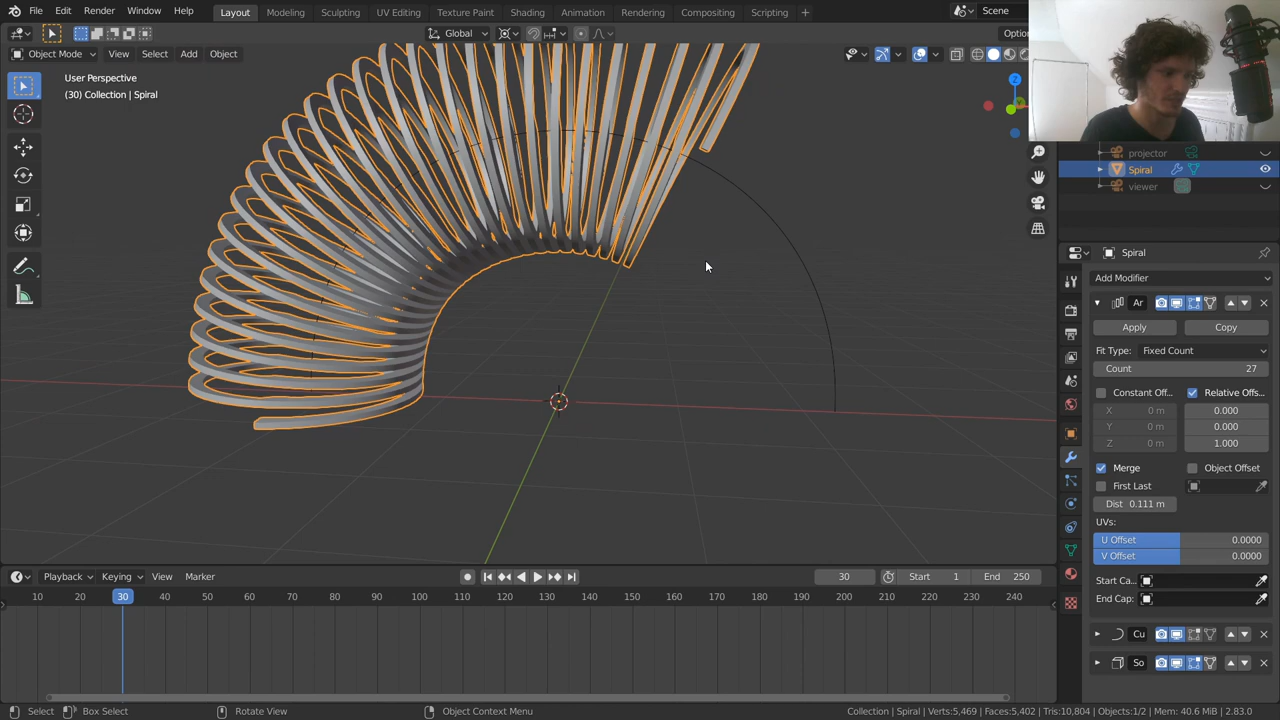 File Edit Render Window Help Layout Modeling Sculpting UV Editing Texture Paint Shading Animation Rendering Compositing Scripting + Scene
Global Optio
Object Mode View Select Add Object
User Perspective
(30) Collection | Spiral
Z
projector
Spiral
viewer
Spiral
Add Modifier
Ar
Apply Copy
Fit Type: Fixed Count
Count 27
Constant Off... Relative Offs...
X 0 m 0.000
Y 0 m 0.000
Z 0 m 1.000
Merge Object Offset
First Last
Dist 0.111 m
UVs:
U Offset 0.0000
V Offset 0.0000
Start Ca...
End Cap:
Cu
So
Playback Keying View Marker 30 Start 1 End 250
10 20 30 40 50 60 70 80 90 100 110 120 130 140 150 160 170 180 190 200 210 220 230 240
Select Box Select Rotate View Object Context Menu Collection | Spiral | Verts:5,469 | Faces:5,402 | Tris:10,804 | Objects:1/2 | Mem: 40.6 MiB | 2.83.0